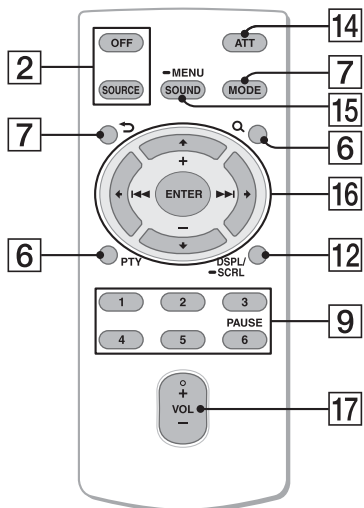 14
OFF
ATT
2
–MENU
7
SOURCE
SOUND
MODE
15
7
6
+
ENTER
16
–
6
PTY
DSPL/
–SCRL
12
1
2
3
9
PAUSE
4
5
6
+
VOL
17
–